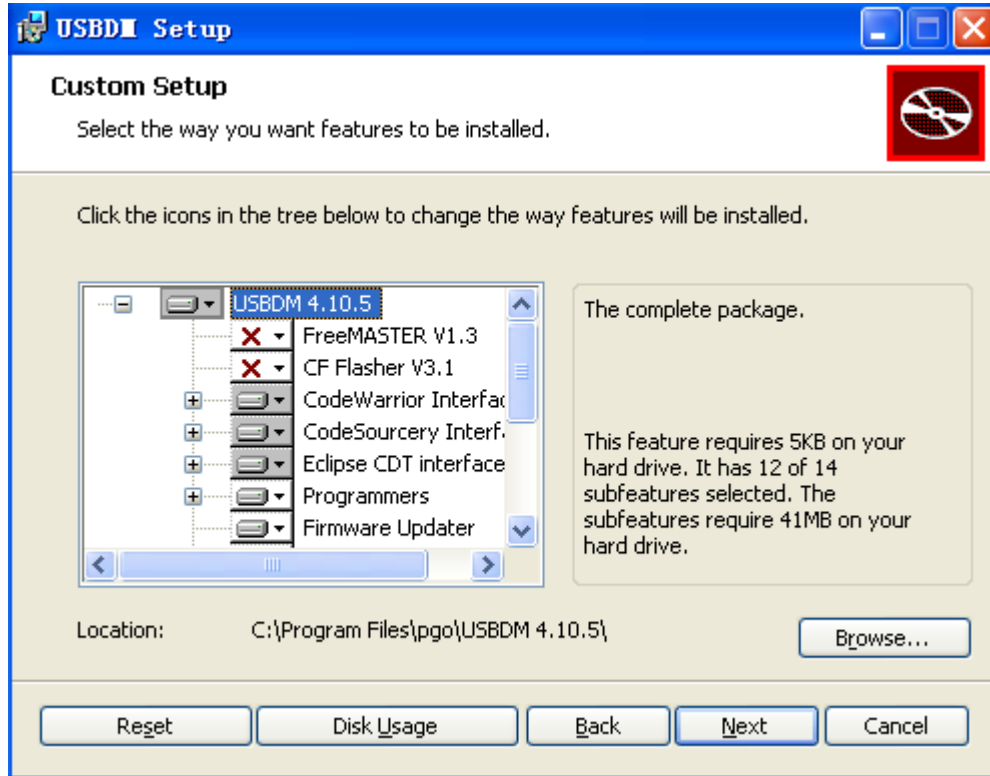 USBDM Setup
Custom Setup
Select the way you want features to be installed.
Click the icons in the tree below to change the way features will be installed.
USBDM 4.10.5
FreeMASTER V1.3
CF Flasher V3.1
CodeWarrior Interfac
CodeSourcery Interf
Eclipse CDT interface
Programmers
Firmware Updater
The complete package.
This feature requires 5KB on your
hard drive. It has 12 of 14
subfeatures selected. The
subfeatures require 41MB on your
hard drive.
Location: C:\Program Files\pgo\USBDM 4.10.5\
Browse...
Reset Disk Usage Back Next Cancel